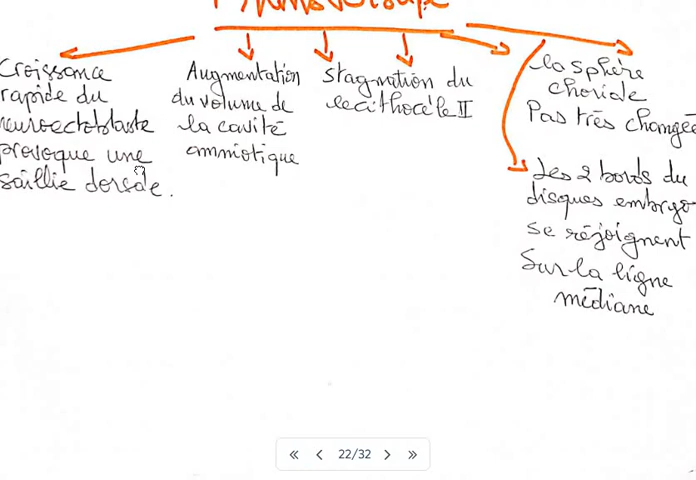 Croissance
rapide du
neuroectoblaste
provoque une
saillie dorsale.
Augmentation
du volume de
la cavité
amniotique
stagnation du
lécithocèle II
la sphère
choriale
Pas très changée
Les 2 bords du
disques embryo
se réjoignent
Sur la ligne
médiane
22/32